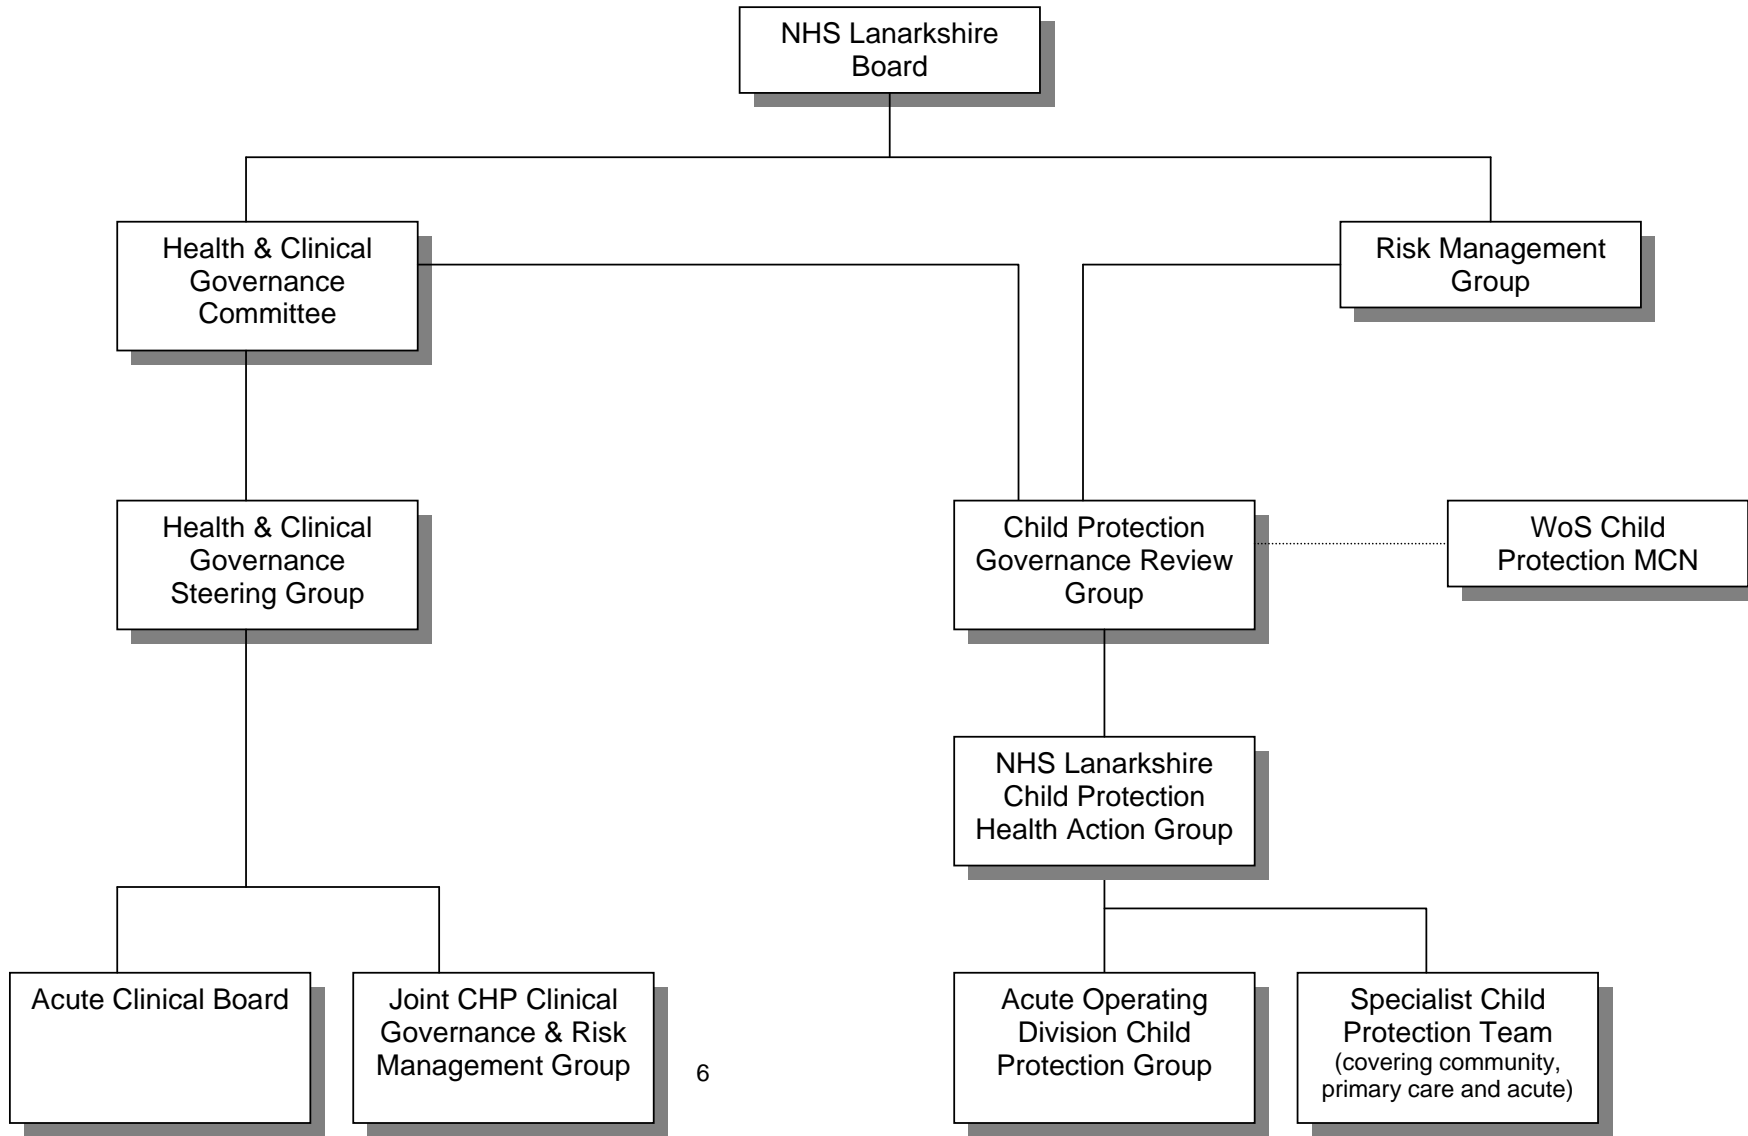 NHS Lanarkshire
Board
Health & Clinical
Governance
Committee
Risk Management
Group
Health & Clinical
Governance
Steering Group
Child Protection
Governance Review
Group
WoS Child
Protection MCN
NHS Lanarkshire
Child Protection
Health Action Group
Acute Clinical Board
Joint CHP Clinical
Governance & Risk
Management Group
6
Acute Operating
Division Child
Protection Group
Specialist Child
Protection Team
(covering community,
primary care and acute)